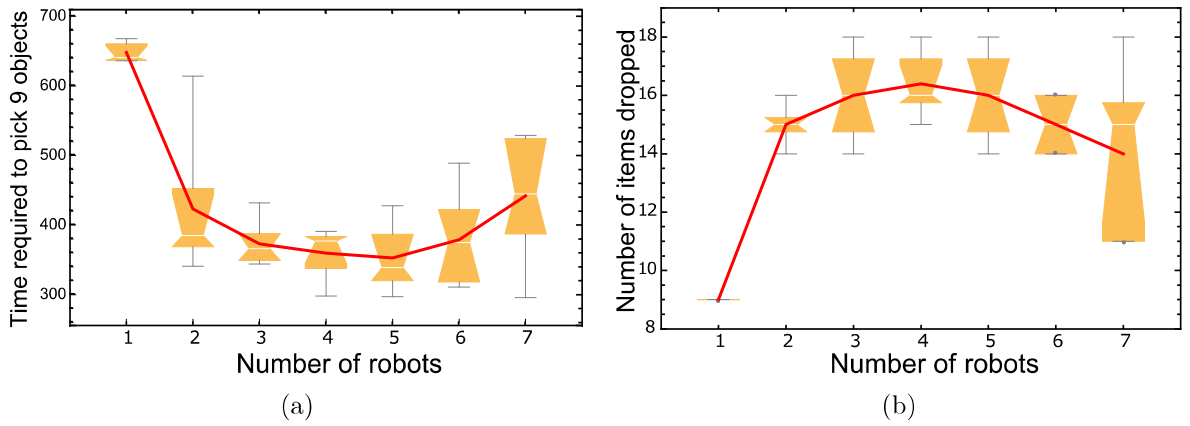 Time required to pick 9 objects
700
600
500
400
300
1 2 3 4 5 6 7
Number of robots
(a)
Number of items dropped
18
16
14
12
10
8
1 2 3 4 5 6 7
Number of robots
(b)